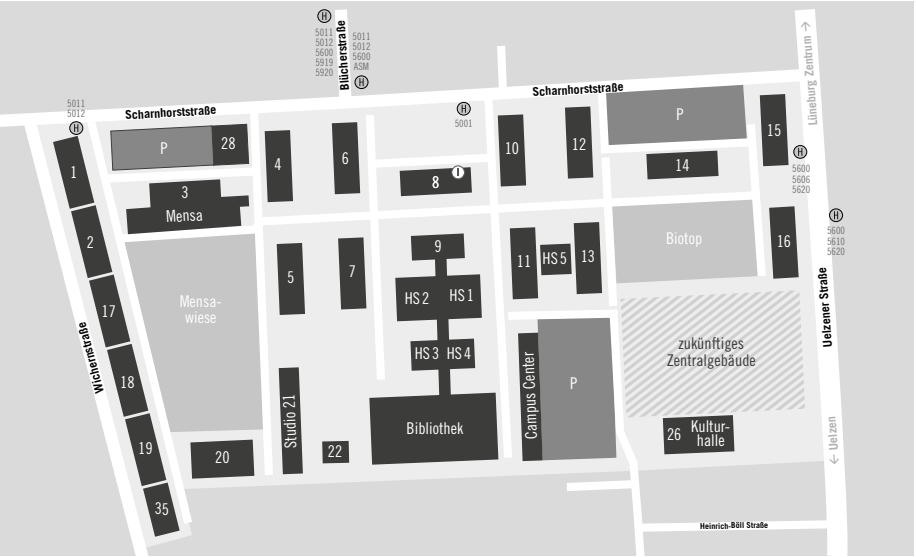 H
5011
5012
5600
5919
5920
Blücherstraße
5011
5012
5600
ASM
H
Lüneburg Zentrum →
5011
5012
H
Scharnhorststraße
Scharnhorststraße
H
5001
P
28
4
6
8
10
12
P
14
15
H
5600
5606
5620
1
3
Mensa
2
Mensa-
wiese
5
7
9
HS 2
HS 1
HS 3
HS 4
11
HS 5
13
Biotop
16
H
5600
5610
5620
Uelzener Straße
17
18
19
35
Wichernstraße
20
Studio 21
22
Bibliothek
Campus Center
P
zukünftiges
Zentralgebäude
26
Kultur-
halle
← Uelzen
Heinrich-Böll Straße